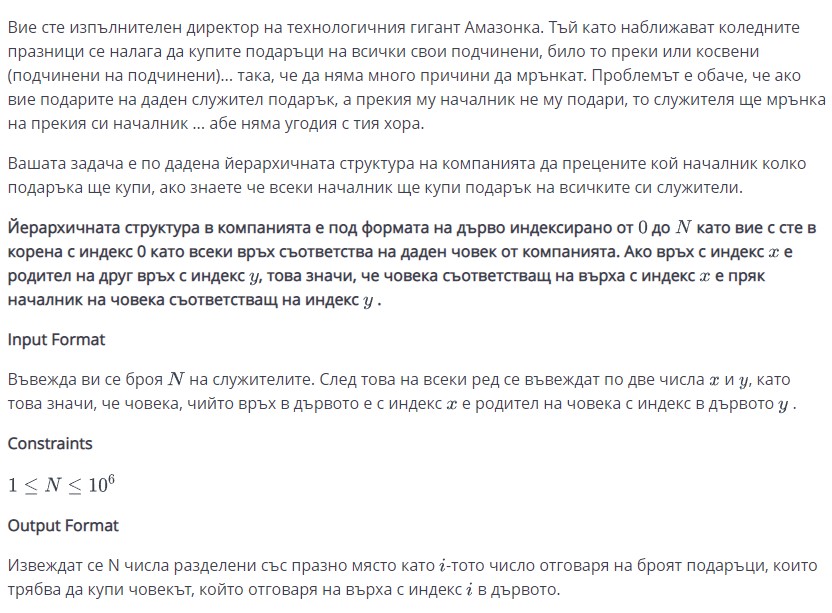 Вие сте изпълнителен директор на технологичния гигант Амазонка. Тъй като наближават коледните
празници се налага да купите подаръци на всички свои подчинени, било то преки или косвени
(подчинени на подчинени)... така, че да няма много причини да мрънкат. Проблемът е обаче, че ако
вие подарите на даден служител подарък, а прекия му началник не му подари, то служителя ще мрънка
на прекия си началник ... абе няма угодия с тия хора.
Вашата задача е по дадена йерархичната структура на компанията да прецените кой началник колко
подаръка ще купи, ако знаете че всеки началник ще купи подарък на всичките си служители.
Йерархичната структура в компанията е под формата на дърво индексирано от 0 до N като вие с сте в
корена с индекс 0 като всеки връх съответства на даден човек от компанията. Ако връх с индекс x е
родител на друг връх с индекс y, това значи, че човека съответстващ на върха с индекс x е пряк
началник на човека съответстващ на индекс y .
Input Format
Въвежда ви се броя N на служителите. След това на всеки ред се въвеждат по две числа x и y, като
това значи, че човека, чийто връх в дървото е с индекс x е родител на човека с индекс в дървото y .
Constraints
1 ≤ N ≤ 10⁶
Output Format
Извеждат се N числа разделени със празно място като i-тото число отговаря на броят подаръци, които
трябва да купи човекът, който отговаря на върха с индекс i в дървото.